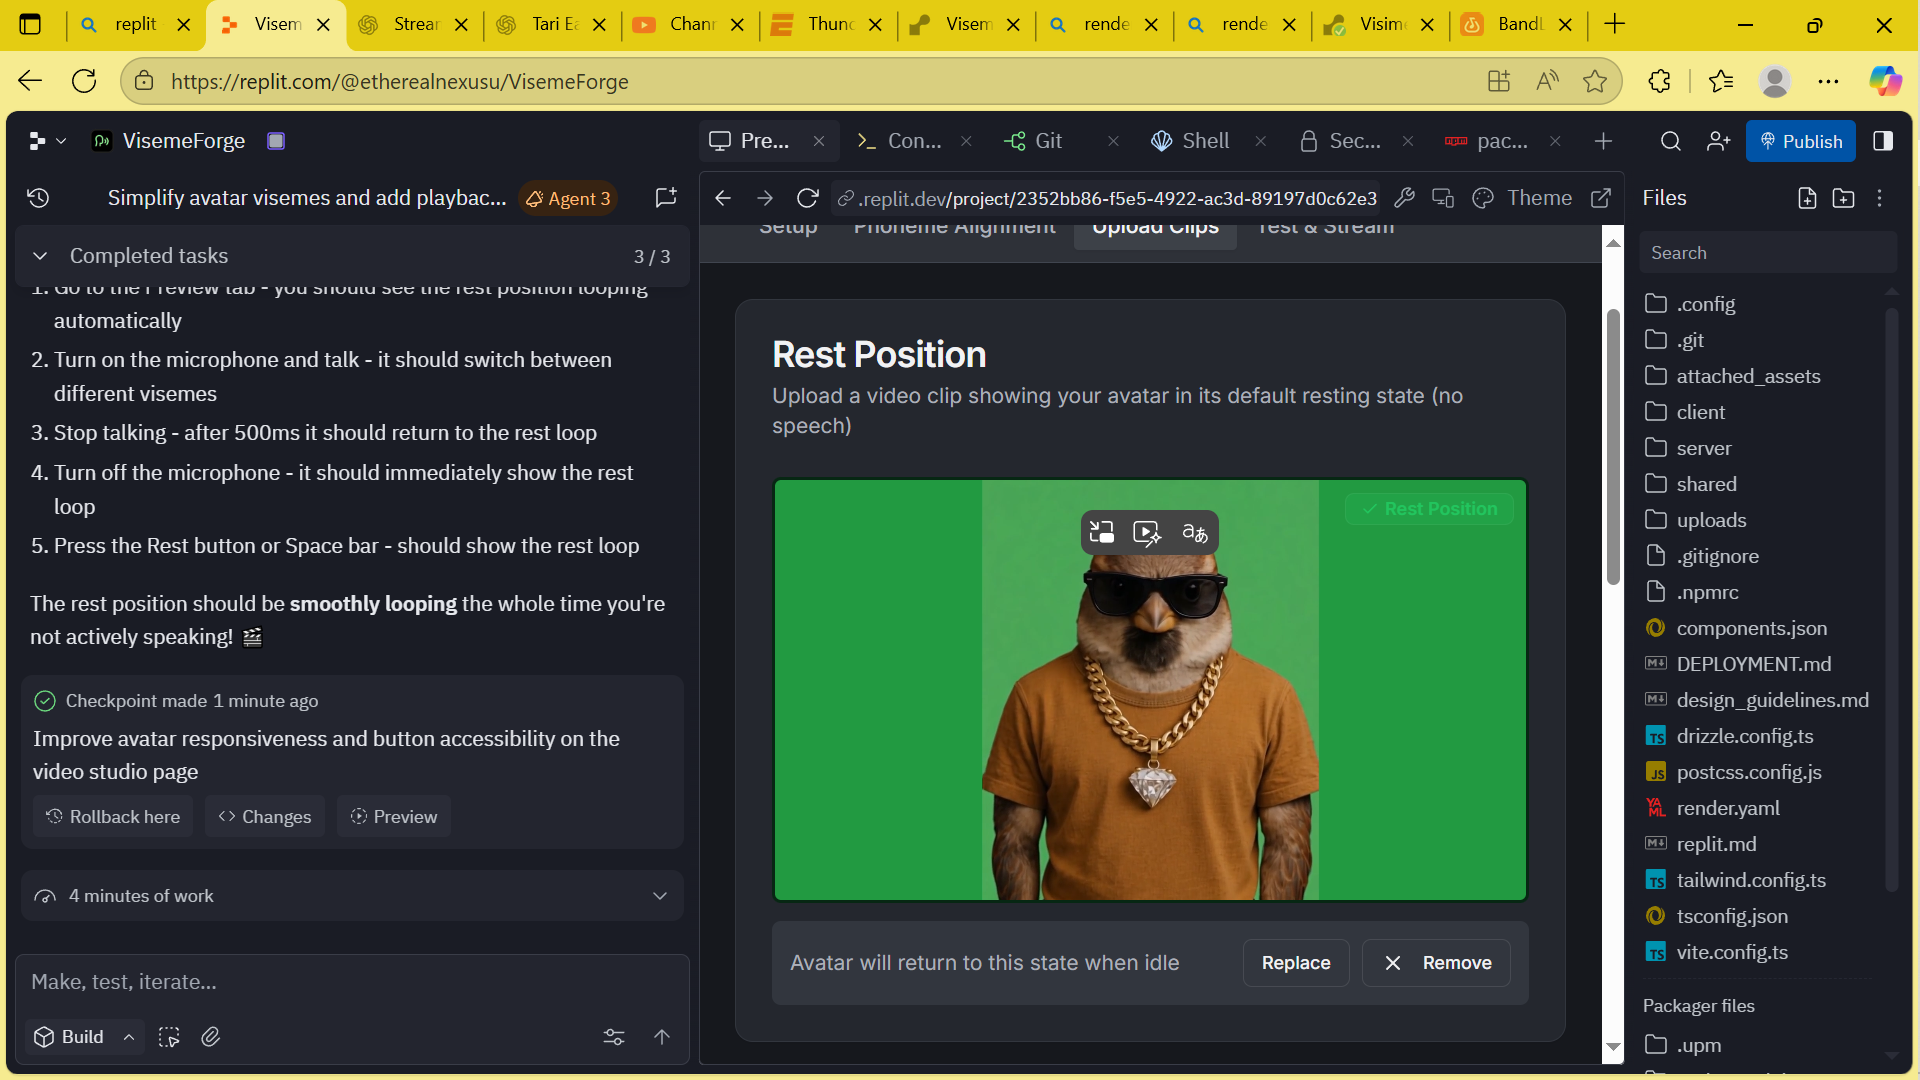 replit
Visem
Strear
Tari Ea
Chanr
Thunc
Visem
rende
rende
Visim
BandL
https://replit.com/@etherealnexusu/VisemeForge
VisemeForge
Pre...
Con...
Git
Shell
Sec...
pac...
Publish
Simplify avatar visemes and add playbac...
Agent 3
.replit.dev/project/2352bb86-f5e5-4922-ac3d-89197d0c62e3
Theme
Files
Completed tasks
3 / 3
Setup
Phoneme Alignment
Upload Clips
Test & Stream
Search
1. Go to the Preview tab - you should see the rest position looping
automatically
2. Turn on the microphone and talk - it should switch between
different visemes
3. Stop talking - after 500ms it should return to the rest loop
4. Turn off the microphone - it should immediately show the rest
loop
5. Press the Rest button or Space bar - should show the rest loop
The rest position should be smoothly looping the whole time you're
not actively speaking! 🎬
Checkpoint made 1 minute ago
Improve avatar responsiveness and button accessibility on the
video studio page
Rollback here
Changes
Preview
4 minutes of work
Make, test, iterate...
Build
Rest Position
Upload a video clip showing your avatar in its default resting state (no
speech)
Rest Position
aあ
Avatar will return to this state when idle
Replace
Remove
.config
.git
attached_assets
client
server
shared
uploads
.gitignore
.npmrc
components.json
DEPLOYMENT.md
design_guidelines.md
TS drizzle.config.ts
JS postcss.config.js
YAML render.yaml
replit.md
TS tailwind.config.ts
tsconfig.json
TS vite.config.ts
Packager files
.upm